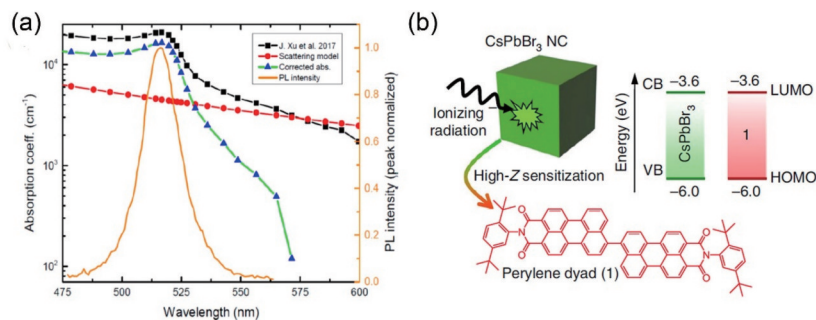 (a)
Absorption coeff. (cm⁻¹)
10⁴
10³
10²
475 500 525 550 575 600
Wavelength (nm)
J. Xu et al. 2017
Scattering model
Corrected abs.
PL intensity
1.0
0.8
0.6
0.4
0.2
0.0
PL intensity (peak normalized)
(b)
CsPbBr₃ NC
Ionizing
radiation
High-Z sensitization
Energy (eV)
CB −3.6 −3.6 LUMO
CsPbBr₃ 1
VB HOMO
−6.0 −6.0
O O
N N
O O
Perylene dyad (1)